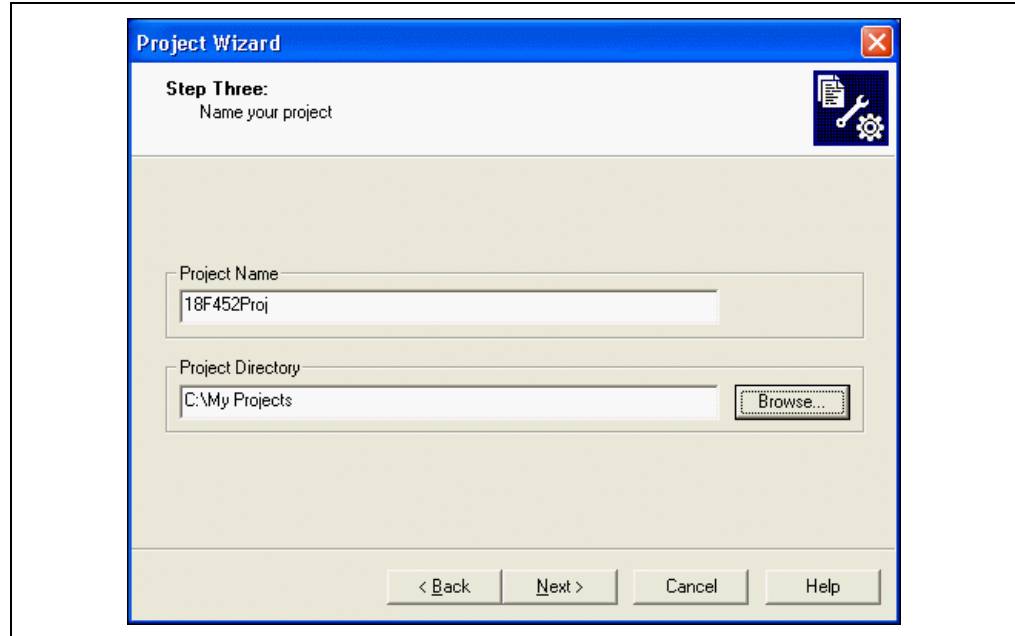 Project Wizard
Step Three:
Name your project
Project Name
18F452Proj
Project Directory
C:\My Projects
Browse...
< Back
Next >
Cancel
Help